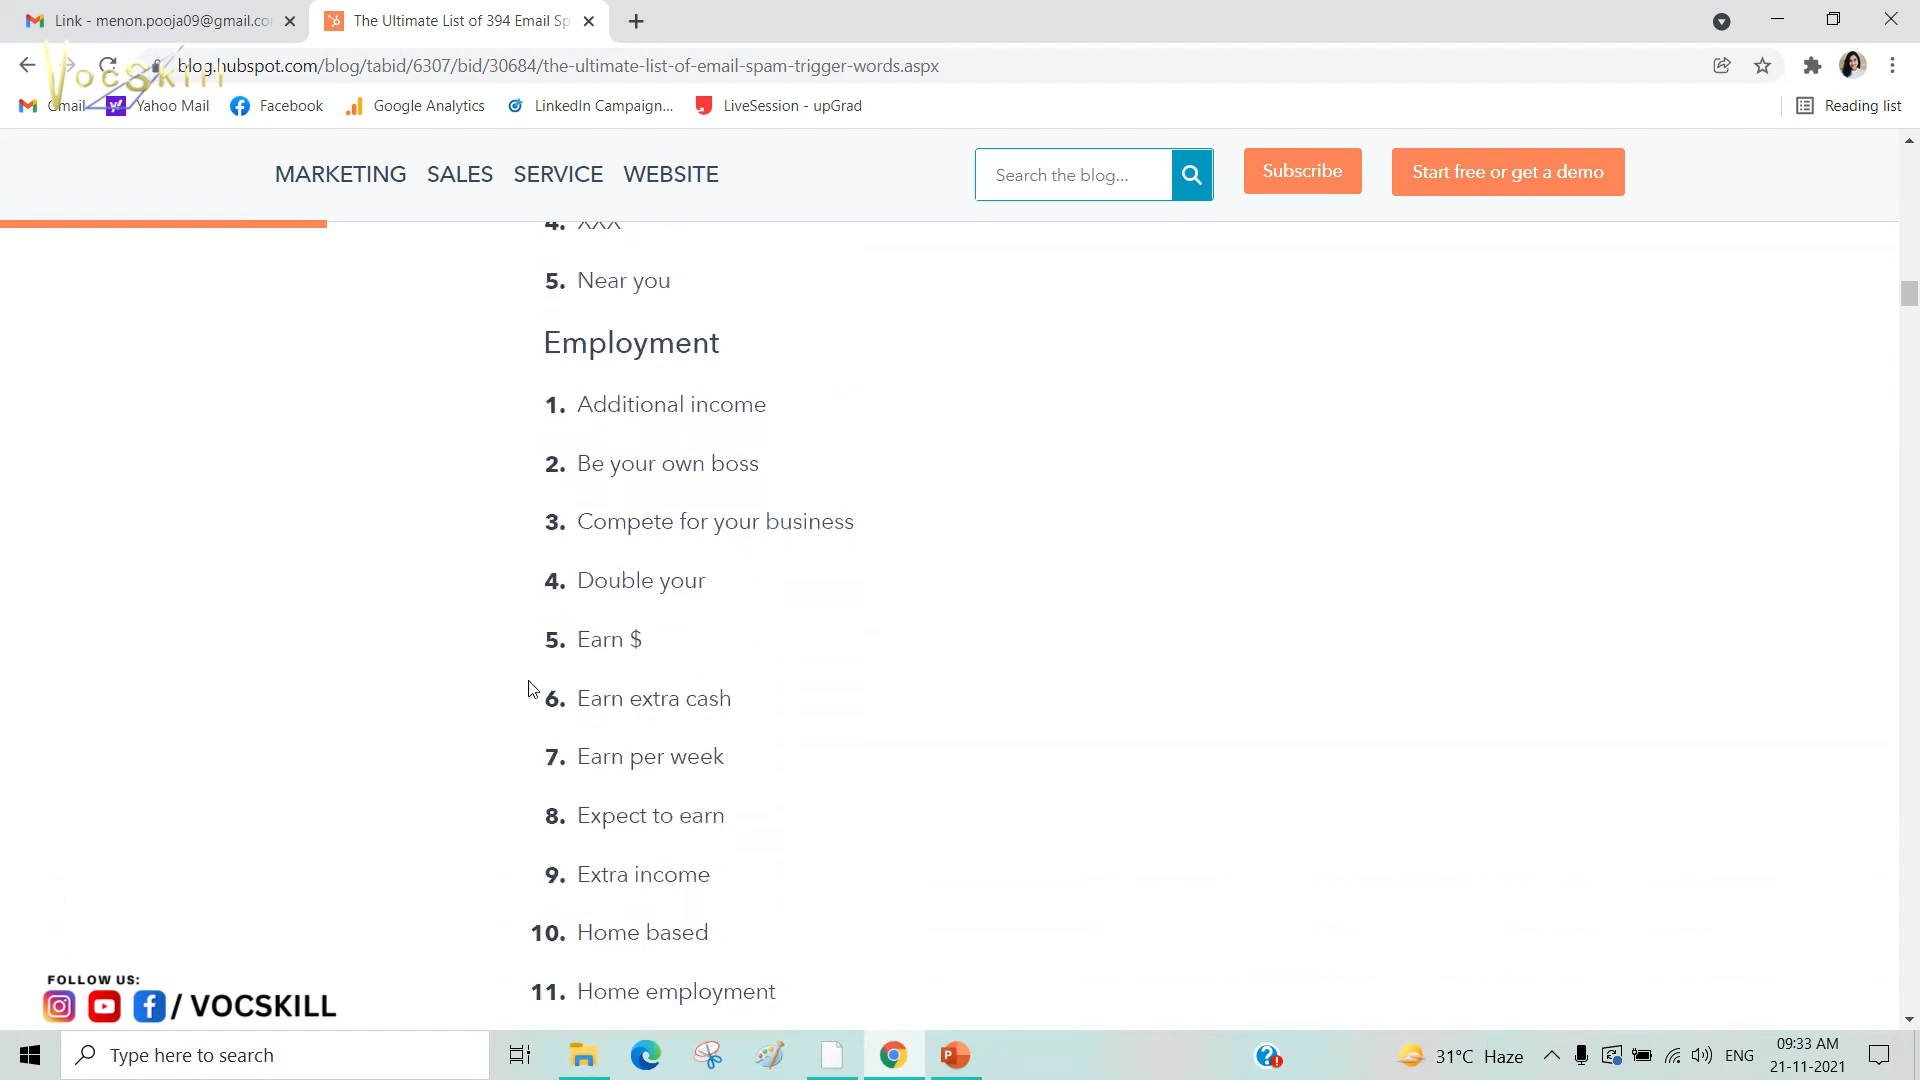 Link - menon.pooja09@gmail.co
The Ultimate List of 394 Email Sp
VocSkill
blog.hubspot.com/blog/tabid/6307/bid/30684/the-ultimate-list-of-email-spam-trigger-words.aspx
Gmail
Yahoo Mail
Facebook
Google Analytics
LinkedIn Campaign...
LiveSession - upGrad
Reading list
MARKETING SALES SERVICE WEBSITE
Search the blog...
Subscribe
Start free or get a demo
4. XXX
5. Near you
Employment
1. Additional income
2. Be your own boss
3. Compete for your business
4. Double your
5. Earn $
6. Earn extra cash
7. Earn per week
8. Expect to earn
9. Extra income
10. Home based
11. Home employment
FOLLOW US:
/ VOCSKILL
Type here to search
31°C Haze
ENG
09:33 AM
21-11-2021